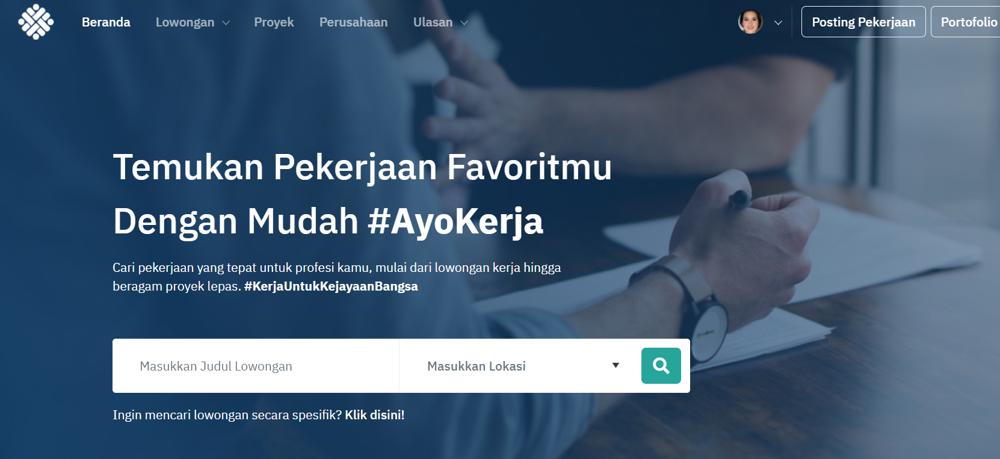 Beranda Lowongan Proyek Perusahaan Ulasan Posting Pekerjaan Portofolio
Temukan Pekerjaan Favoritmu
Dengan Mudah #AyoKerja
Cari pekerjaan yang tepat untuk profesi kamu, mulai dari lowongan kerja hingga
beragam proyek lepas. #KerjaUntukKejayaanBangsa
Masukkan Judul Lowongan Masukkan Lokasi
Ingin mencari lowongan secara spesifik? Klik disini!